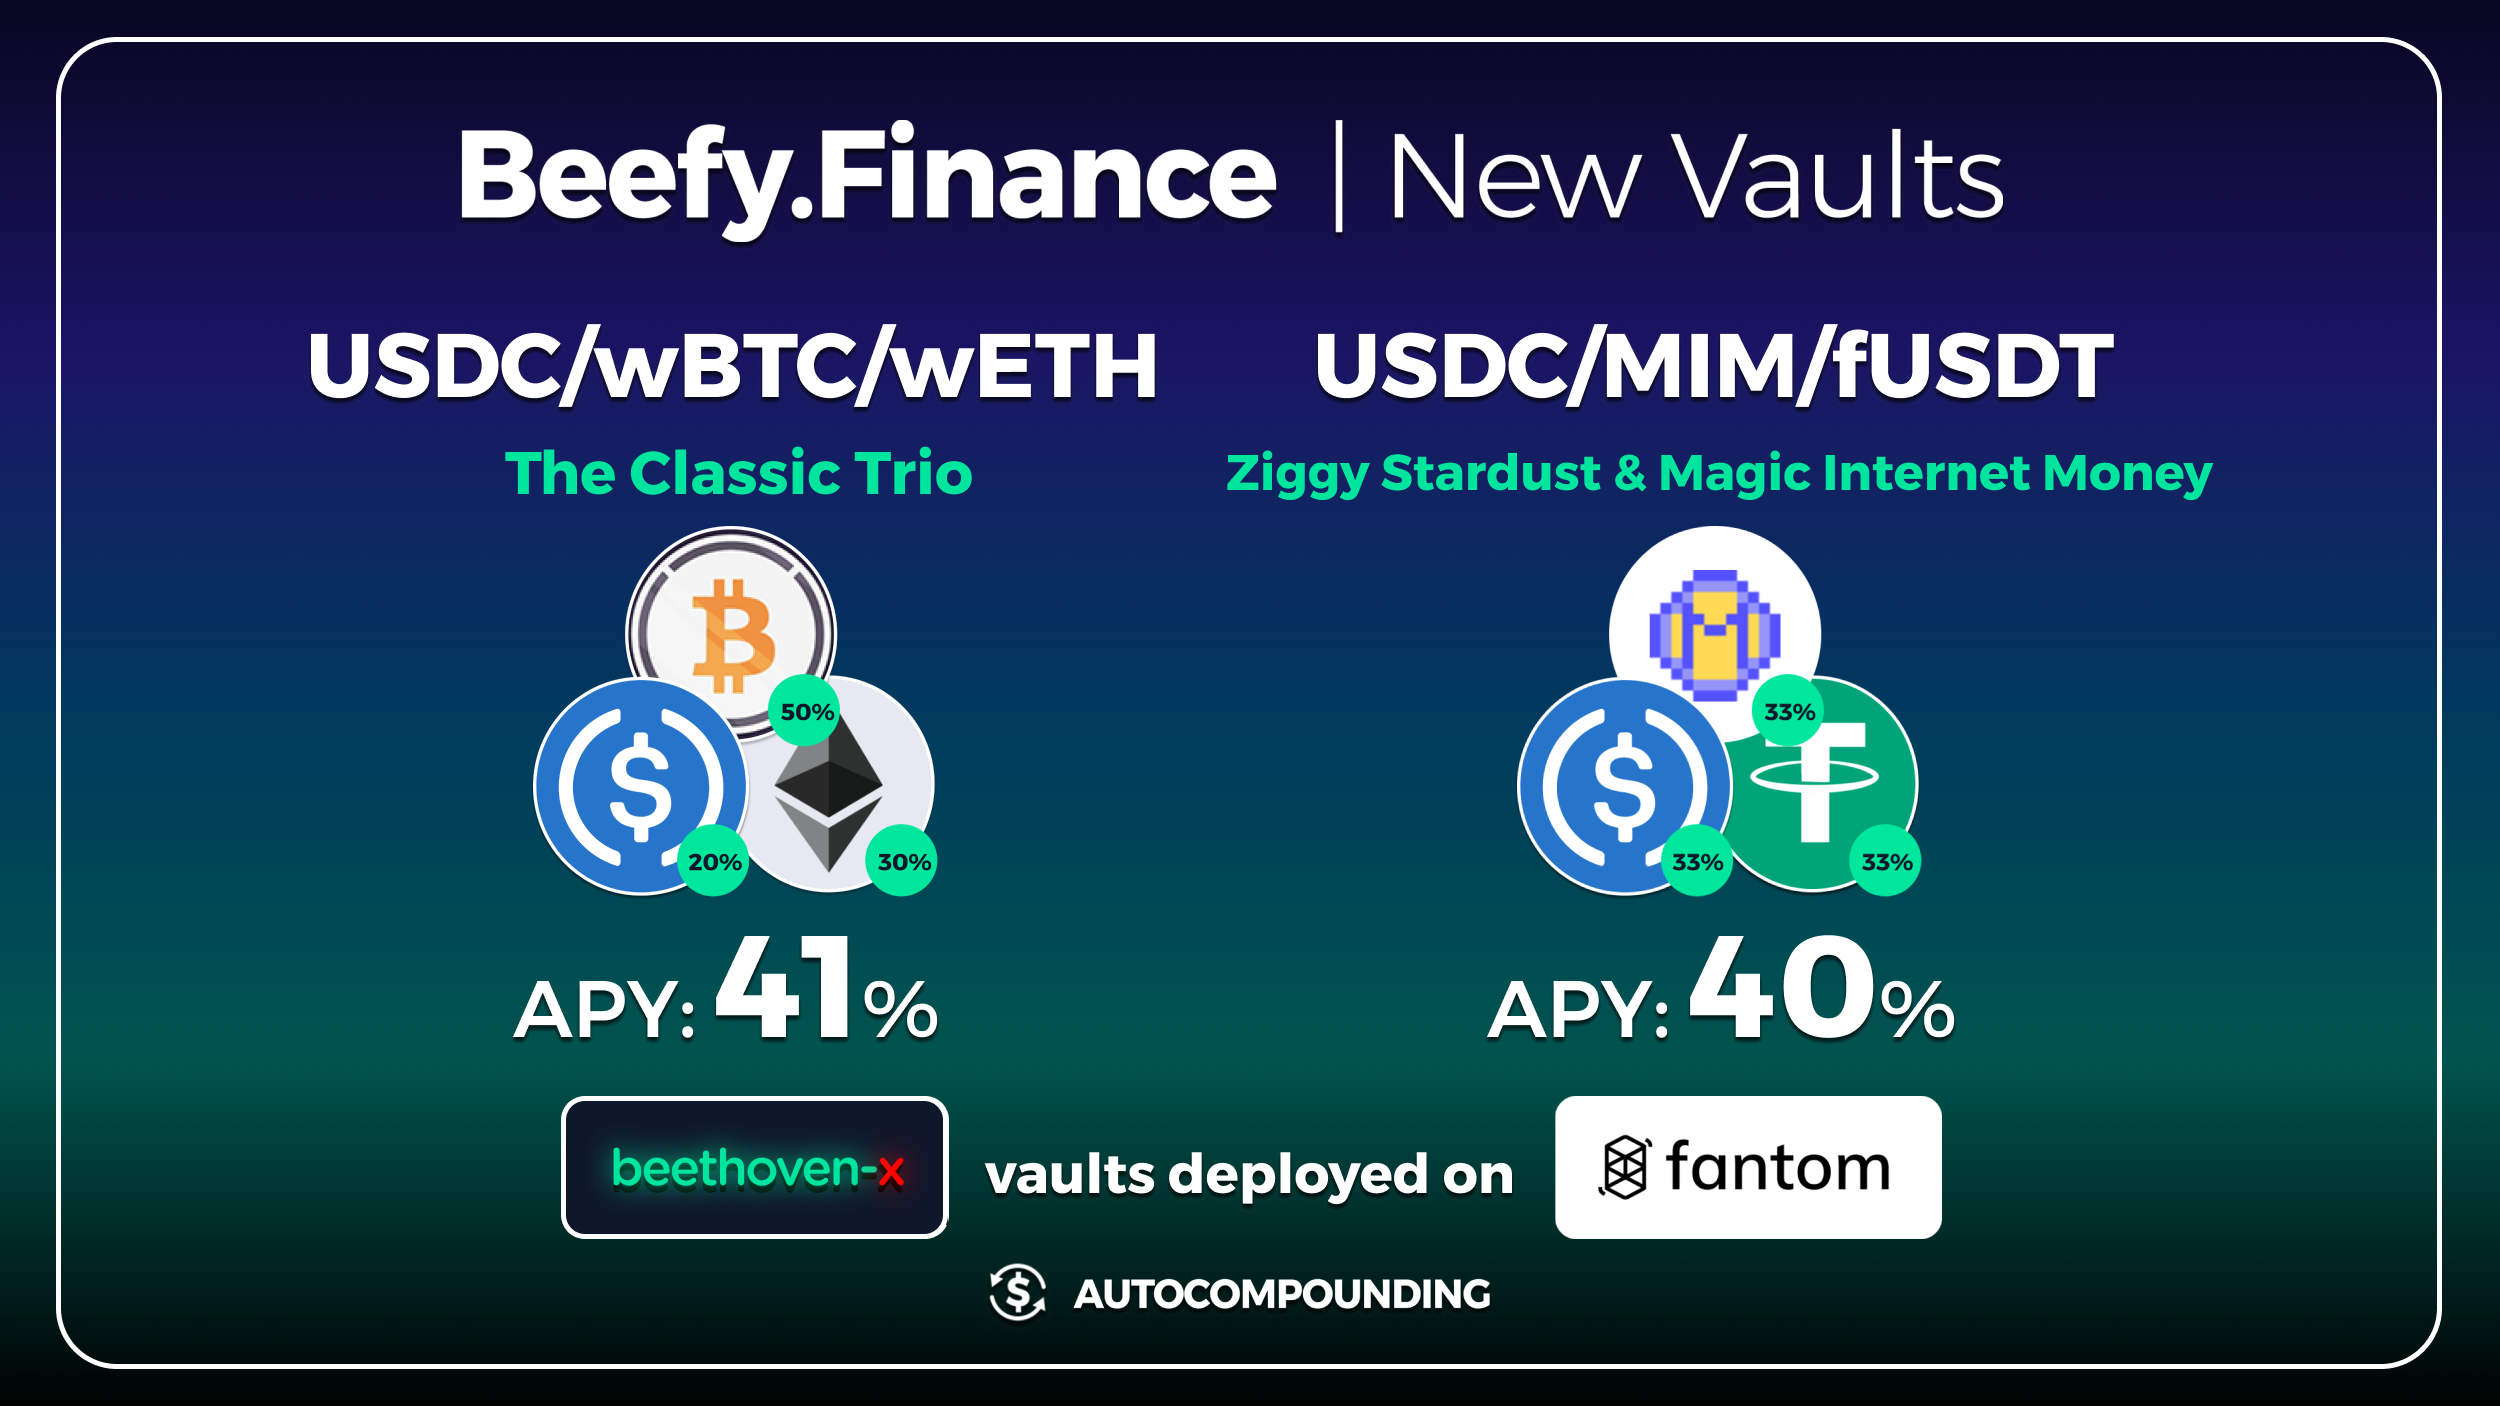 Beefy.Finance | New Vaults
USDC/wBTC/wETH
The Classic Trio
50%
20%
30%
APY: 41%
USDC/MIM/fUSDT
Ziggy Stardust & Magic Internet Money
33%
33%
33%
APY: 40%
beethoven-x vaults deployed on fantom
AUTOCOMPOUNDING